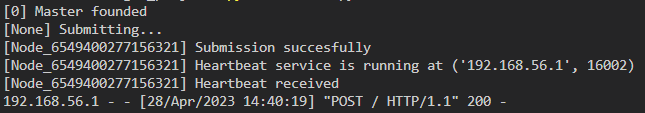 [0] Master founded
[None] Submitting...
[Node_6549400277156321] Submission succesfully
[Node_6549400277156321] Heartbeat service is running at ('192.168.56.1', 16002)
[Node_6549400277156321] Heartbeat received
192.168.56.1 - - [28/Apr/2023 14:40:19] "POST / HTTP/1.1" 200 -